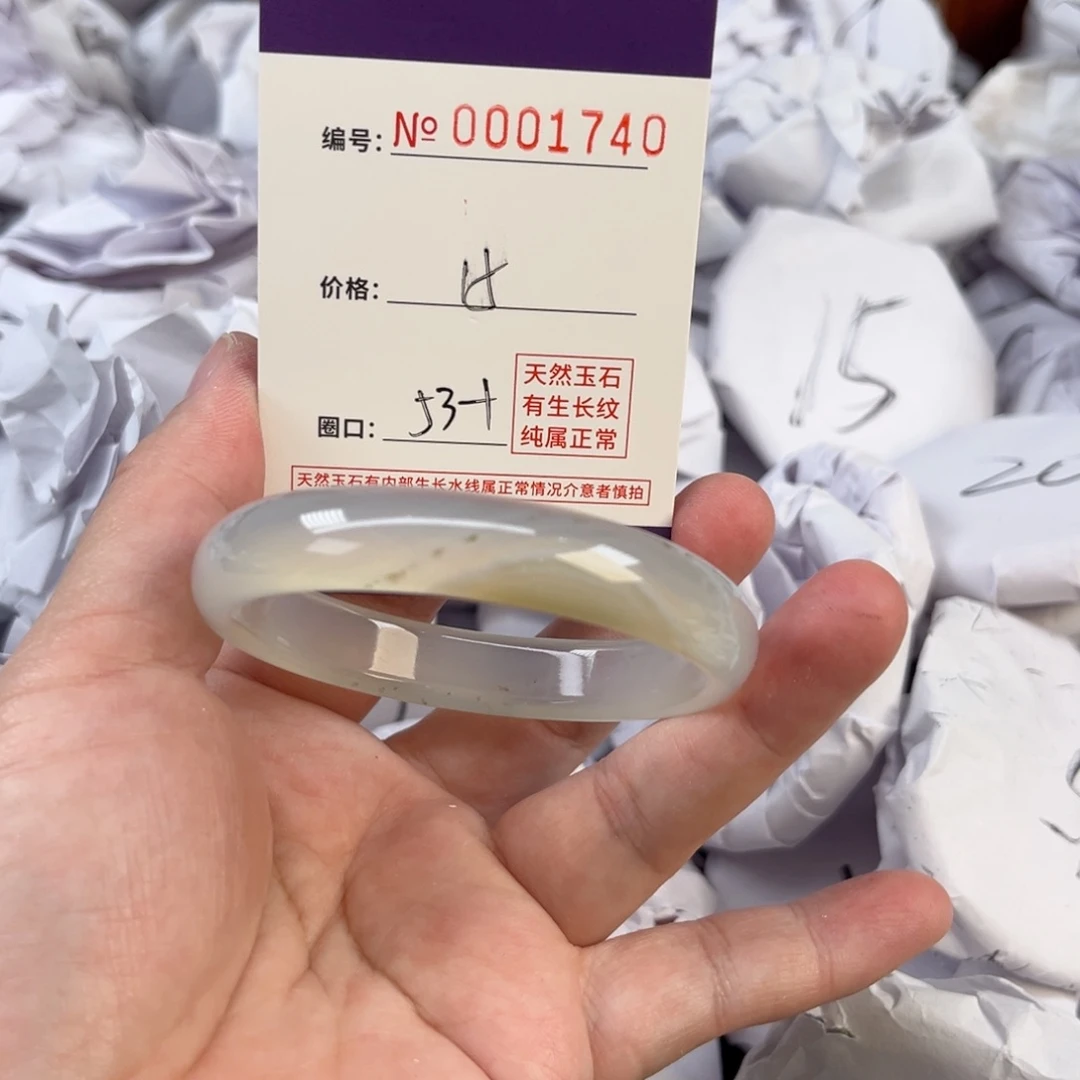 编号: № 0001740
价格:
圈口: 53-1
天然玉石
有生长纹
纯属正常
天然玉石有内部生长水线属正常情况介意者慎拍
15
20